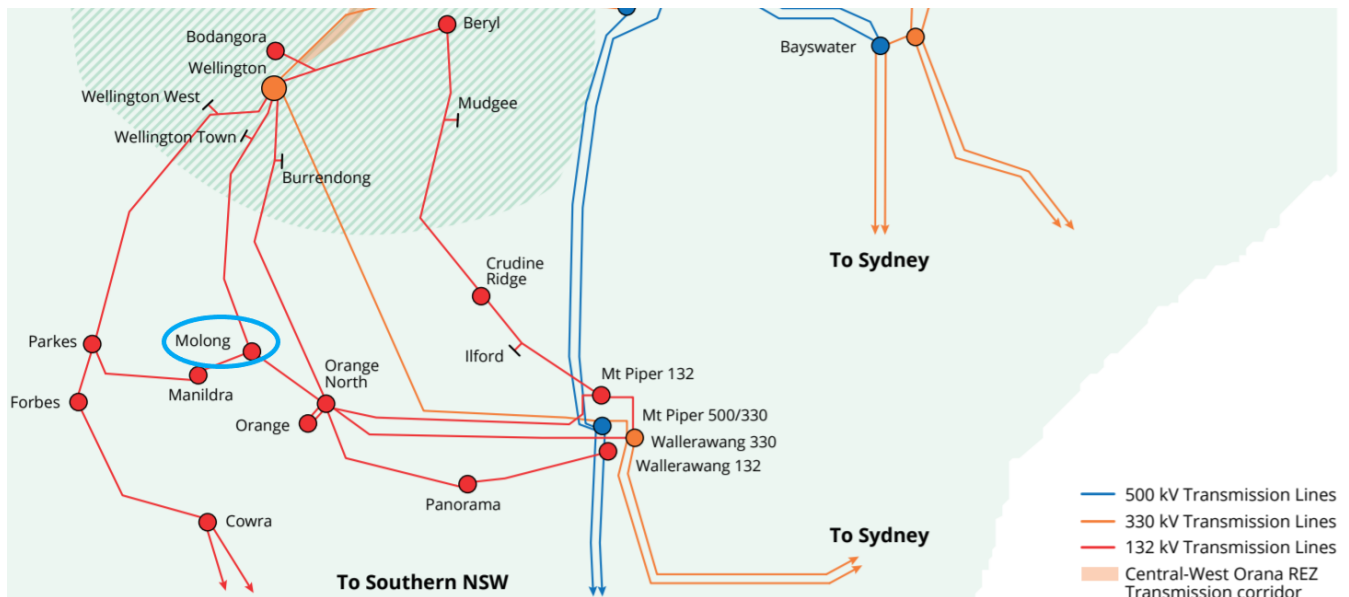 Beryl
Bodangora
Bayswater
Wellington
Wellington West
Mudgee
Wellington Town
Burrendong
To Sydney
Crudine
Ridge
Parkes
Molong
Ilford
Orange
North
Mt Piper 132
Manildra
Forbes
Mt Piper 500/330
Orange
Wallerawang 330
Wallerawang 132
Panorama
500 kV Transmission Lines
Cowra
330 kV Transmission Lines
To Sydney
132 kV Transmission Lines
To Southern NSW
Central-West Orana REZ
Transmission corridor